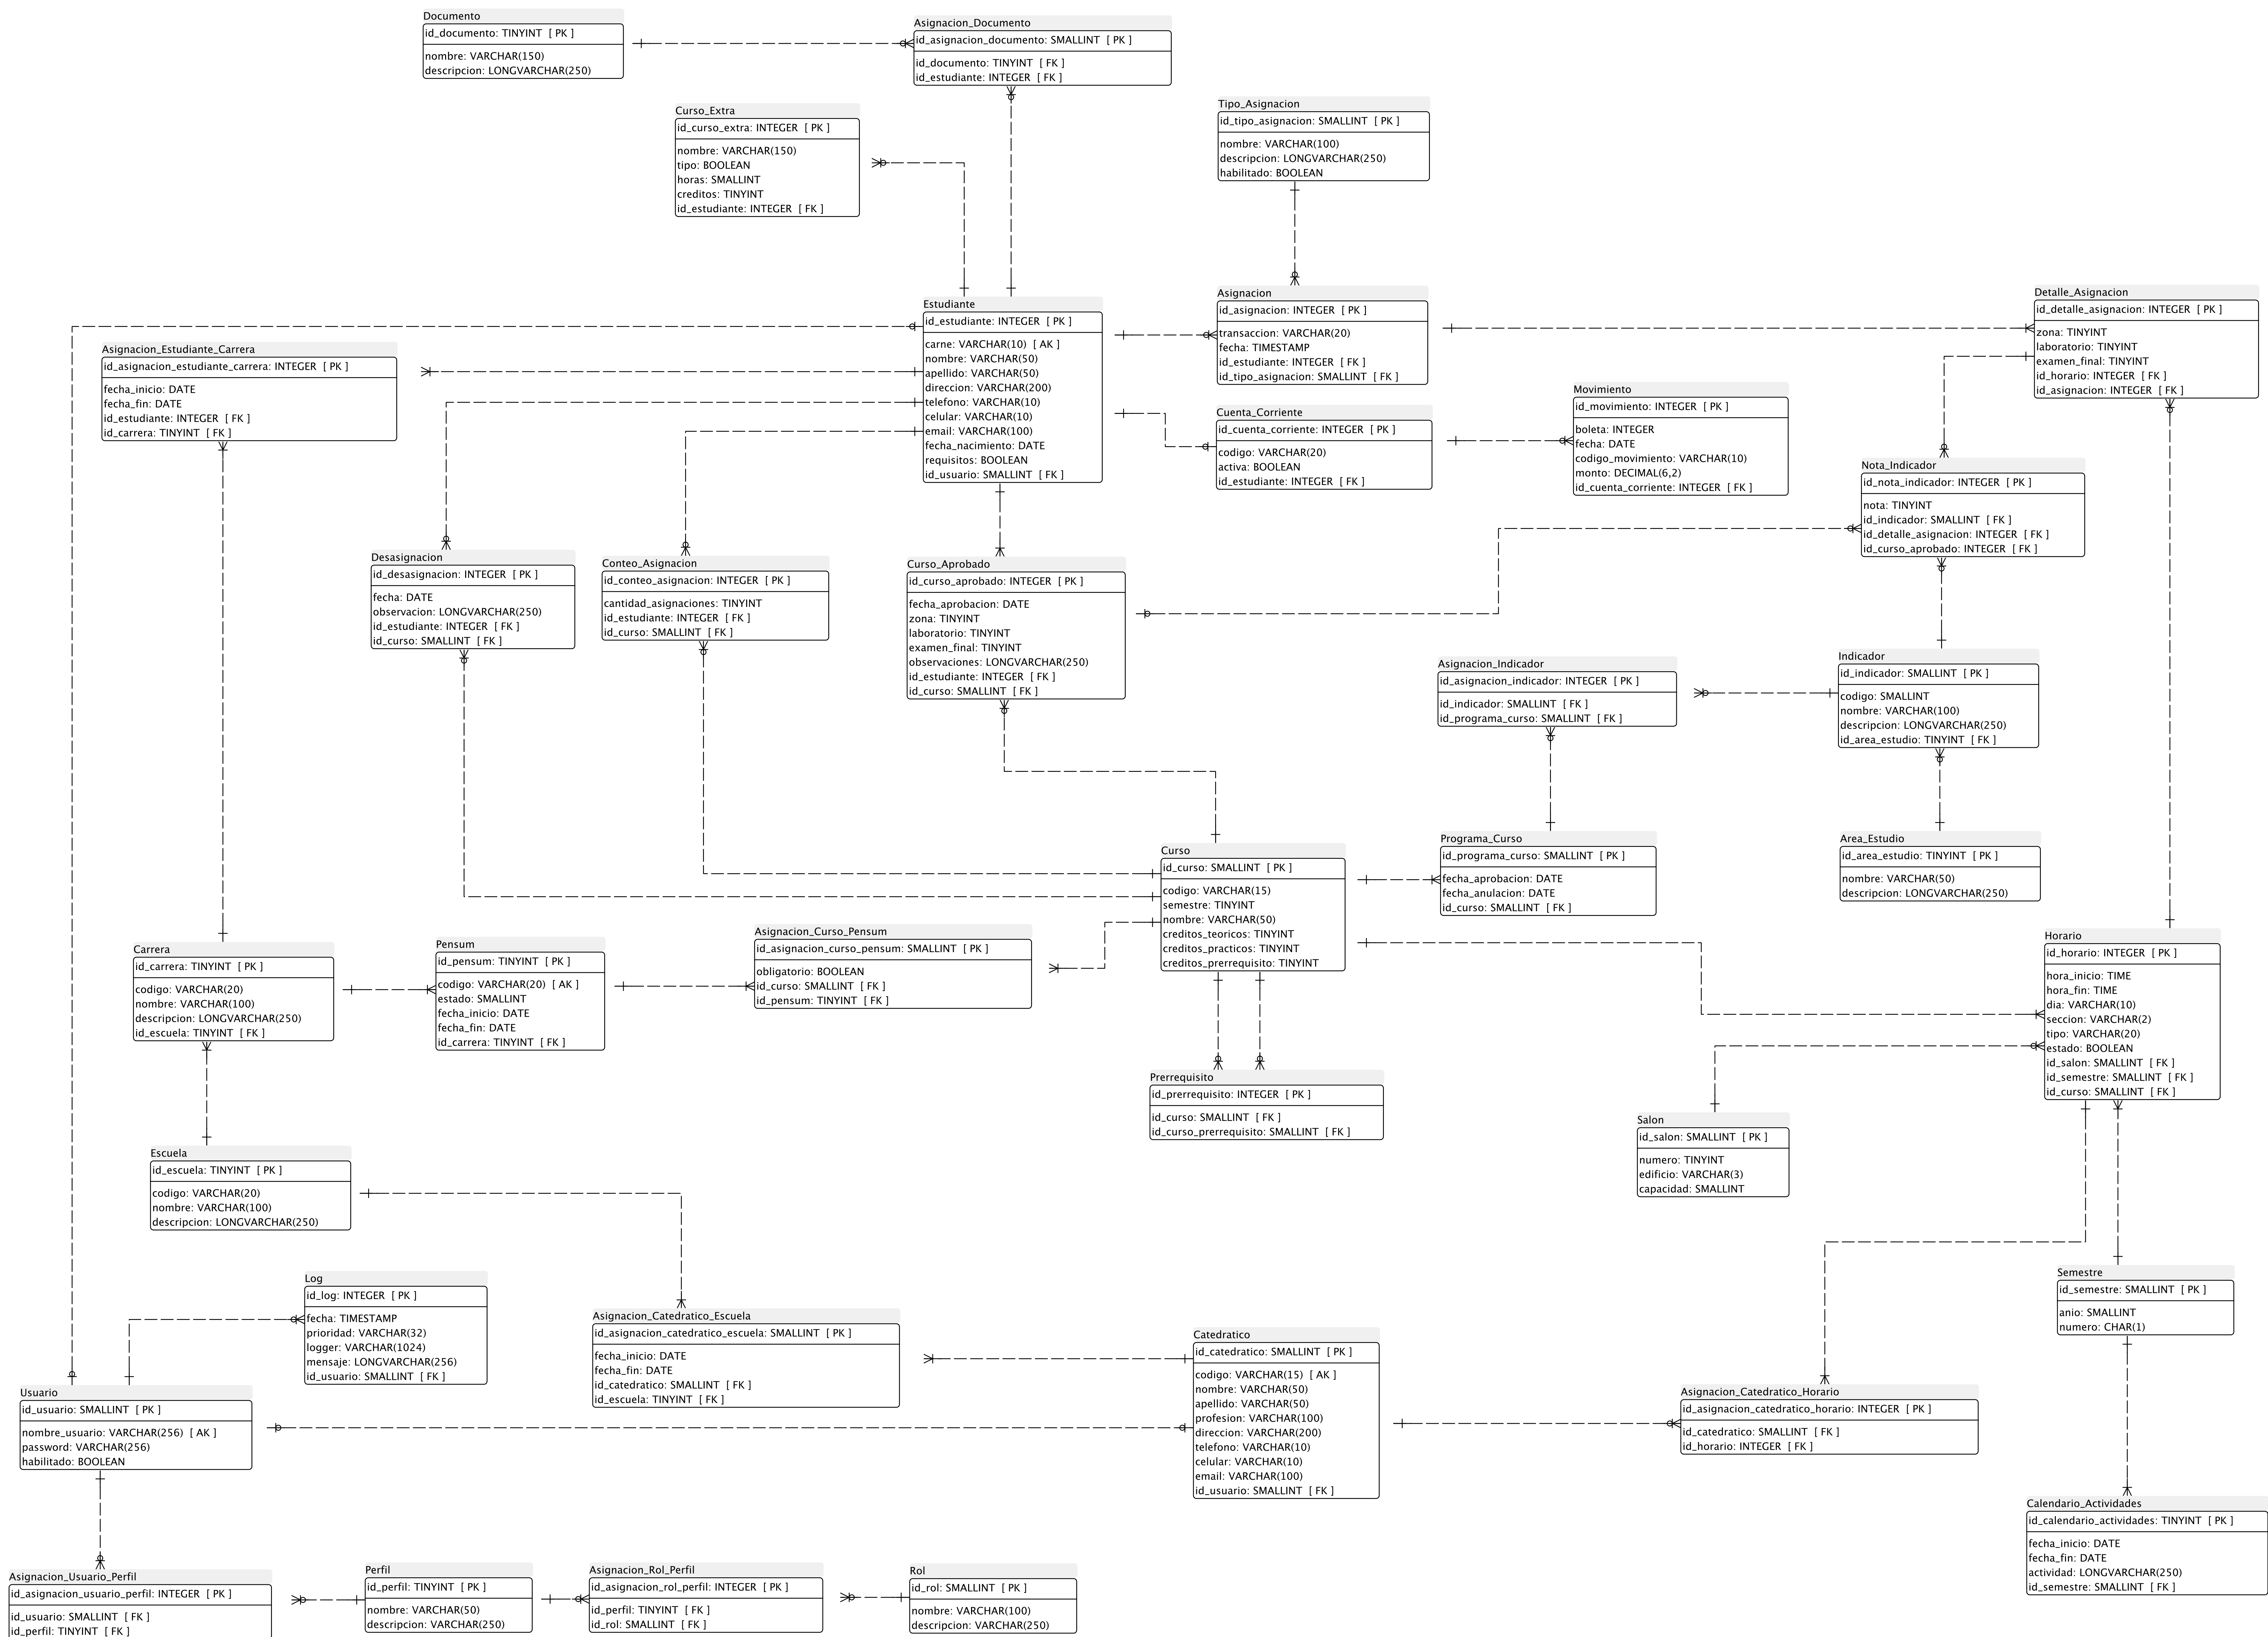 Documento
id_documento: TINYINT  [ PK ]
nombre: VARCHAR(150)
descripcion: LONGVARCHAR(250)
Asignacion_Documento
id_asignacion_documento: SMALLINT  [ PK ]
id_documento: TINYINT  [ FK ]
id_estudiante: INTEGER  [ FK ]
Curso_Extra
id_curso_extra: INTEGER  [ PK ]
nombre: VARCHAR(150)
tipo: BOOLEAN
horas: SMALLINT
creditos: TINYINT
id_estudiante: INTEGER  [ FK ]
Tipo_Asignacion
id_tipo_asignacion: SMALLINT  [ PK ]
nombre: VARCHAR(100)
descripcion: LONGVARCHAR(250)
habilitado: BOOLEAN
Estudiante
id_estudiante: INTEGER  [ PK ]
carne: VARCHAR(10)  [ AK ]
nombre: VARCHAR(50)
apellido: VARCHAR(50)
direccion: VARCHAR(200)
telefono: VARCHAR(10)
celular: VARCHAR(10)
email: VARCHAR(100)
fecha_nacimiento: DATE
requisitos: BOOLEAN
id_usuario: SMALLINT  [ FK ]
Asignacion
id_asignacion: INTEGER  [ PK ]
transaccion: VARCHAR(20)
fecha: TIMESTAMP
id_estudiante: INTEGER  [ FK ]
id_tipo_asignacion: SMALLINT  [ FK ]
Detalle_Asignacion
id_detalle_asignacion: INTEGER  [ PK ]
zona: TINYINT
laboratorio: TINYINT
examen_final: TINYINT
id_horario: INTEGER  [ FK ]
id_asignacion: INTEGER  [ FK ]
Asignacion_Estudiante_Carrera
id_asignacion_estudiante_carrera: INTEGER  [ PK ]
fecha_inicio: DATE
fecha_fin: DATE
id_estudiante: INTEGER  [ FK ]
id_carrera: TINYINT  [ FK ]
Cuenta_Corriente
id_cuenta_corriente: INTEGER  [ PK ]
codigo: VARCHAR(20)
activa: BOOLEAN
id_estudiante: INTEGER  [ FK ]
Movimiento
id_movimiento: INTEGER  [ PK ]
boleta: INTEGER
fecha: DATE
codigo_movimiento: VARCHAR(10)
monto: DECIMAL(6,2)
id_cuenta_corriente: INTEGER  [ FK ]
Nota_Indicador
id_nota_indicador: INTEGER  [ PK ]
nota: TINYINT
id_indicador: SMALLINT  [ FK ]
id_detalle_asignacion: INTEGER  [ FK ]
id_curso_aprobado: INTEGER  [ FK ]
Desasignacion
id_desasignacion: INTEGER  [ PK ]
fecha: DATE
observacion: LONGVARCHAR(250)
id_estudiante: INTEGER  [ FK ]
id_curso: SMALLINT  [ FK ]
Conteo_Asignacion
id_conteo_asignacion: INTEGER  [ PK ]
cantidad_asignaciones: TINYINT
id_estudiante: INTEGER  [ FK ]
id_curso: SMALLINT  [ FK ]
Curso_Aprobado
id_curso_aprobado: INTEGER  [ PK ]
fecha_aprobacion: DATE
zona: TINYINT
laboratorio: TINYINT
examen_final: TINYINT
observaciones: LONGVARCHAR(250)
id_estudiante: INTEGER  [ FK ]
id_curso: SMALLINT  [ FK ]
Asignacion_Indicador
id_asignacion_indicador: INTEGER  [ PK ]
id_indicador: SMALLINT  [ FK ]
id_programa_curso: SMALLINT  [ FK ]
Indicador
id_indicador: SMALLINT  [ PK ]
codigo: SMALLINT
nombre: VARCHAR(100)
descripcion: LONGVARCHAR(250)
id_area_estudio: TINYINT  [ FK ]
Curso
id_curso: SMALLINT  [ PK ]
codigo: VARCHAR(15)
semestre: TINYINT
nombre: VARCHAR(50)
creditos_teoricos: TINYINT
creditos_practicos: TINYINT
creditos_prerrequisito: TINYINT
Programa_Curso
id_programa_curso: SMALLINT  [ PK ]
fecha_aprobacion: DATE
fecha_anulacion: DATE
id_curso: SMALLINT  [ FK ]
Area_Estudio
id_area_estudio: TINYINT  [ PK ]
nombre: VARCHAR(50)
descripcion: LONGVARCHAR(250)
Carrera
id_carrera: TINYINT  [ PK ]
codigo: VARCHAR(20)
nombre: VARCHAR(100)
descripcion: LONGVARCHAR(250)
id_escuela: TINYINT  [ FK ]
Pensum
id_pensum: TINYINT  [ PK ]
codigo: VARCHAR(20)  [ AK ]
estado: SMALLINT
fecha_inicio: DATE
fecha_fin: DATE
id_carrera: TINYINT  [ FK ]
Asignacion_Curso_Pensum
id_asignacion_curso_pensum: SMALLINT  [ PK ]
obligatorio: BOOLEAN
id_curso: SMALLINT  [ FK ]
id_pensum: TINYINT  [ FK ]
Horario
id_horario: INTEGER  [ PK ]
hora_inicio: TIME
hora_fin: TIME
dia: VARCHAR(10)
seccion: VARCHAR(2)
tipo: VARCHAR(20)
estado: BOOLEAN
id_salon: SMALLINT  [ FK ]
id_semestre: SMALLINT  [ FK ]
id_curso: SMALLINT  [ FK ]
Prerrequisito
id_prerrequisito: INTEGER  [ PK ]
id_curso: SMALLINT  [ FK ]
id_curso_prerrequisito: SMALLINT  [ FK ]
Salon
id_salon: SMALLINT  [ PK ]
numero: TINYINT
edificio: VARCHAR(3)
capacidad: SMALLINT
Escuela
id_escuela: TINYINT  [ PK ]
codigo: VARCHAR(20)
nombre: VARCHAR(100)
descripcion: LONGVARCHAR(250)
Log
id_log: INTEGER  [ PK ]
fecha: TIMESTAMP
prioridad: VARCHAR(32)
logger: VARCHAR(1024)
mensaje: LONGVARCHAR(256)
id_usuario: SMALLINT  [ FK ]
Asignacion_Catedratico_Escuela
id_asignacion_catedratico_escuela: SMALLINT  [ PK ]
fecha_inicio: DATE
fecha_fin: DATE
id_catedratico: SMALLINT  [ FK ]
id_escuela: TINYINT  [ FK ]
Catedratico
id_catedratico: SMALLINT  [ PK ]
codigo: VARCHAR(15)  [ AK ]
nombre: VARCHAR(50)
apellido: VARCHAR(50)
profesion: VARCHAR(100)
direccion: VARCHAR(200)
telefono: VARCHAR(10)
celular: VARCHAR(10)
email: VARCHAR(100)
id_usuario: SMALLINT  [ FK ]
Semestre
id_semestre: SMALLINT  [ PK ]
anio: SMALLINT
numero: CHAR(1)
Usuario
id_usuario: SMALLINT  [ PK ]
nombre_usuario: VARCHAR(256)  [ AK ]
password: VARCHAR(256)
habilitado: BOOLEAN
Asignacion_Catedratico_Horario
id_asignacion_catedratico_horario: INTEGER  [ PK ]
id_catedratico: SMALLINT  [ FK ]
id_horario: INTEGER  [ FK ]
Calendario_Actividades
id_calendario_actividades: TINYINT  [ PK ]
fecha_inicio: DATE
fecha_fin: DATE
actividad: LONGVARCHAR(250)
id_semestre: SMALLINT  [ FK ]
Asignacion_Usuario_Perfil
id_asignacion_usuario_perfil: INTEGER  [ PK ]
id_usuario: SMALLINT  [ FK ]
id_perfil: TINYINT  [ FK ]
Perfil
id_perfil: TINYINT  [ PK ]
nombre: VARCHAR(50)
descripcion: VARCHAR(250)
Asignacion_Rol_Perfil
id_asignacion_rol_perfil: INTEGER  [ PK ]
id_perfil: TINYINT  [ FK ]
id_rol: SMALLINT  [ FK ]
Rol
id_rol: SMALLINT  [ PK ]
nombre: VARCHAR(100)
descripcion: VARCHAR(250)